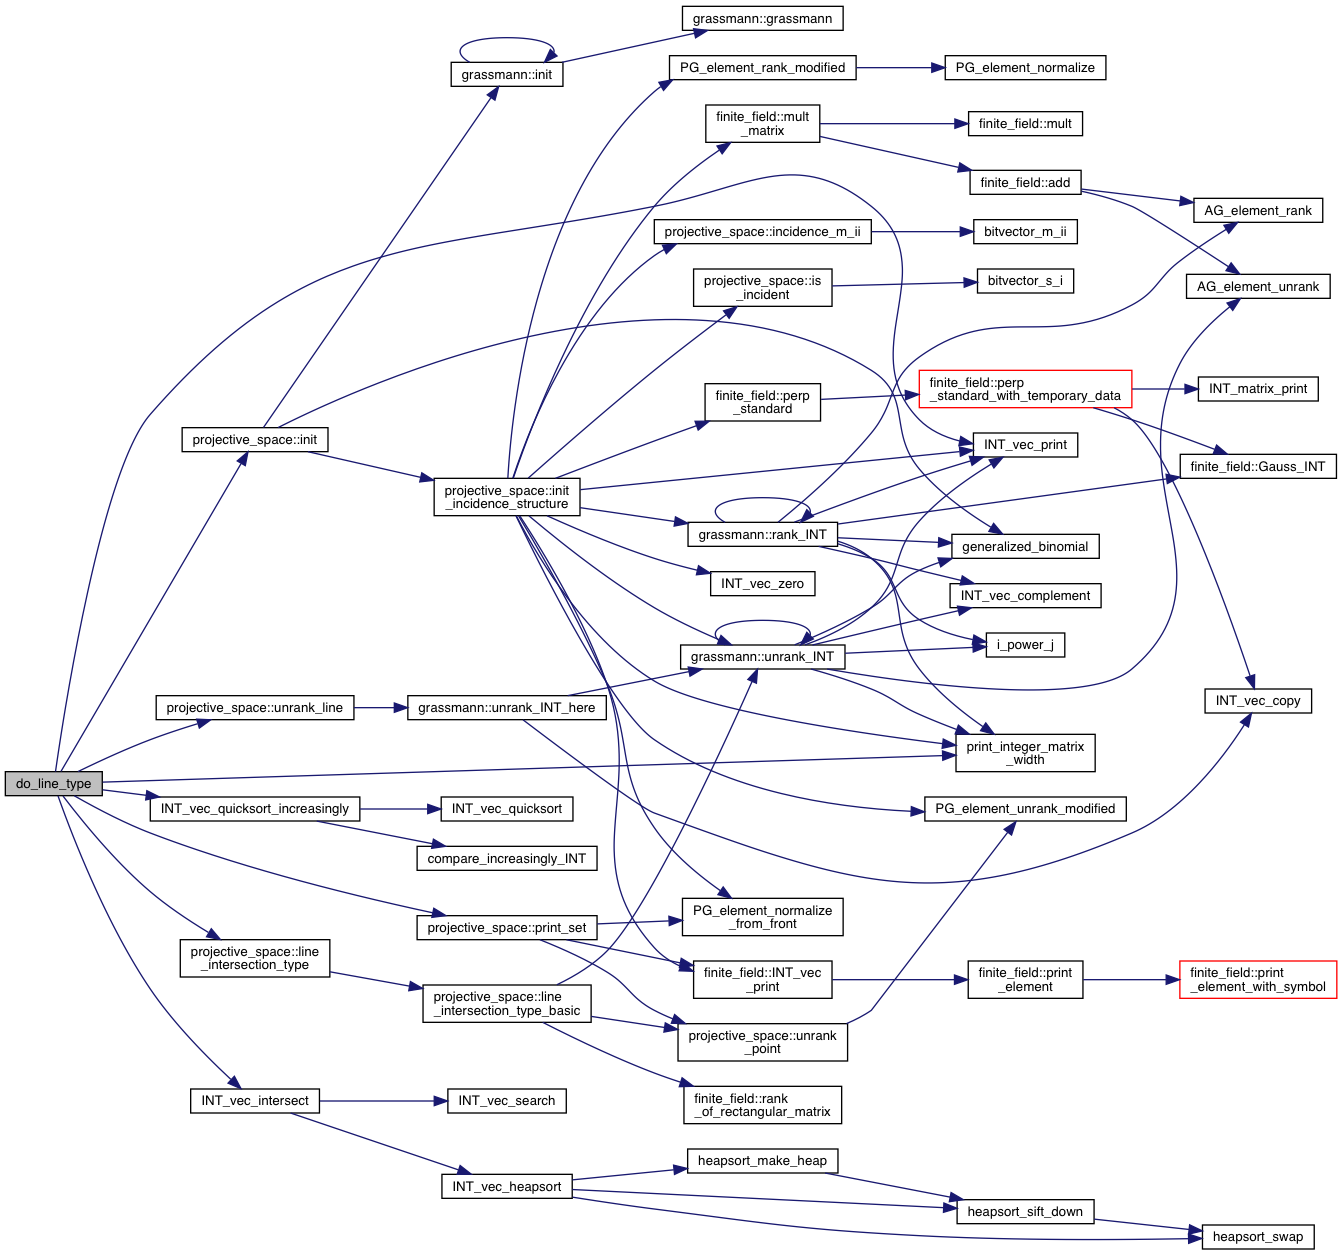 grassmann::grassmann
grassmann::init
PG_element_rank_modified
PG_element_normalize
finite_field::mult
_matrix
finite_field::mult
finite_field::add
AG_element_rank
projective_space::incidence_m_ii
bitvector_m_ii
projective_space::is
_incident
bitvector_s_i
AG_element_unrank
finite_field::perp
_standard
finite_field::perp
_standard_with_temporary_data
INT_matrix_print
projective_space::init
INT_vec_print
finite_field::Gauss_INT
projective_space::init
_incidence_structure
grassmann::rank_INT
generalized_binomial
INT_vec_zero
INT_vec_complement
i_power_j
grassmann::unrank_INT
projective_space::unrank_line
grassmann::unrank_INT_here
INT_vec_copy
print_integer_matrix
_width
do_line_type
INT_vec_quicksort_increasingly
INT_vec_quicksort
PG_element_unrank_modified
compare_increasingly_INT
projective_space::print_set
PG_element_normalize
_from_front
projective_space::line
_intersection_type
finite_field::INT_vec
_print
finite_field::print
_element
finite_field::print
_element_with_symbol
projective_space::line
_intersection_type_basic
projective_space::unrank
_point
INT_vec_intersect
INT_vec_search
finite_field::rank
_of_rectangular_matrix
heapsort_make_heap
INT_vec_heapsort
heapsort_sift_down
heapsort_swap